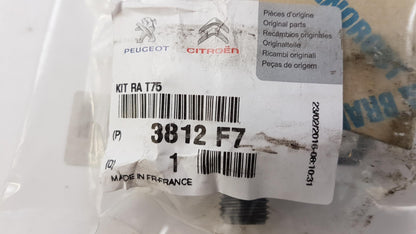 PEUGEOT
CITROËN
Pièces d'origine
Original parts
Recambios originales
Originalteile
Ricambi originali
Peças de origem
KIT RA T75
(P) 3812 F7
(Q) 1
MADE IN FRANCE
23/02/2016-08:10:31